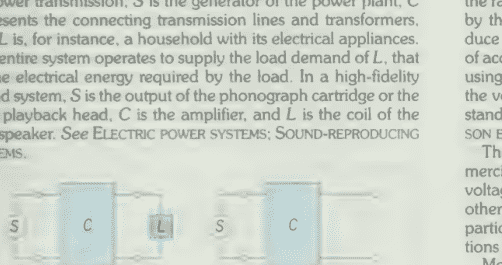 ower transmission, S is the generator of the power plant, C
esents the connecting transmission lines and transformers,
L is, for instance, a household with its electrical appliances.
entire system operates to supply the load demand of L, that
e electrical energy required by the load. In a high-fidelity
d system, S is the output of the phonograph cartridge or the
playback head, C is the amplifier, and L is the coil of the
speaker. See ELECTRIC POWER SYSTEMS; SOUND-REPRODUCING
EMS.
S C L S C
by th
duce
of ac
using
the v
stand
SON E
Th
merc
voltag
other
partic
tions